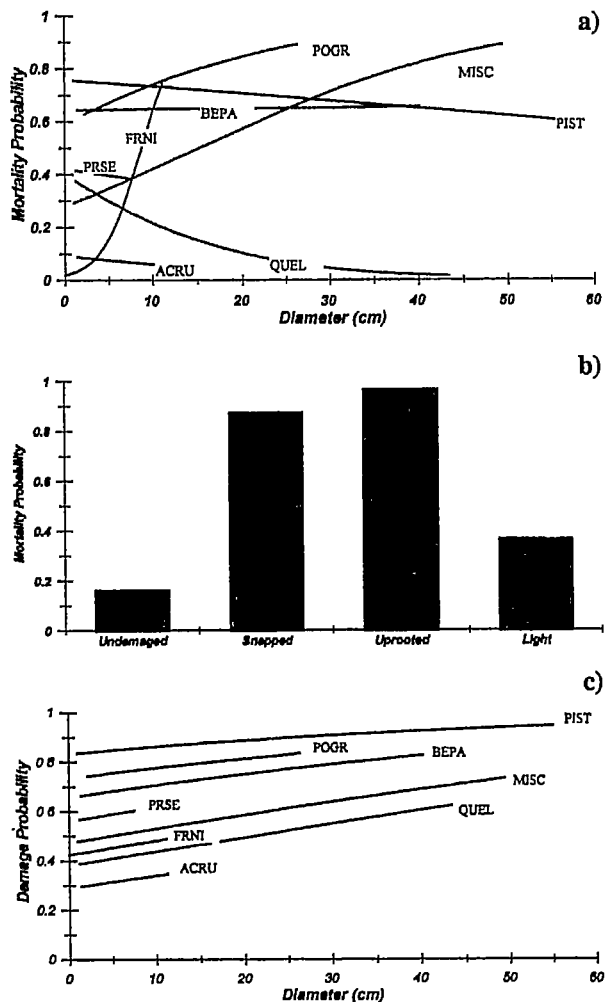 a)
1
0.8
0.6
0.4
0.2
0
Mortality Probability
POGR
MISC
BEPA
PIST
FRNI
PRSE
ACRU
QUEL
0 10 20 30 40 50 60
Diameter (cm)
b)
1
0.8
0.6
0.4
0.2
0
Mortality Probability
Undamaged Snapped Uprooted Light
c)
1
0.8
0.6
0.4
0.2
0
Damage Probability
PIST
POGR
BEPA
MISC
PRSE
QUEL
FRNI
ACRU
0 10 20 30 40 50 60
Diameter (cm)